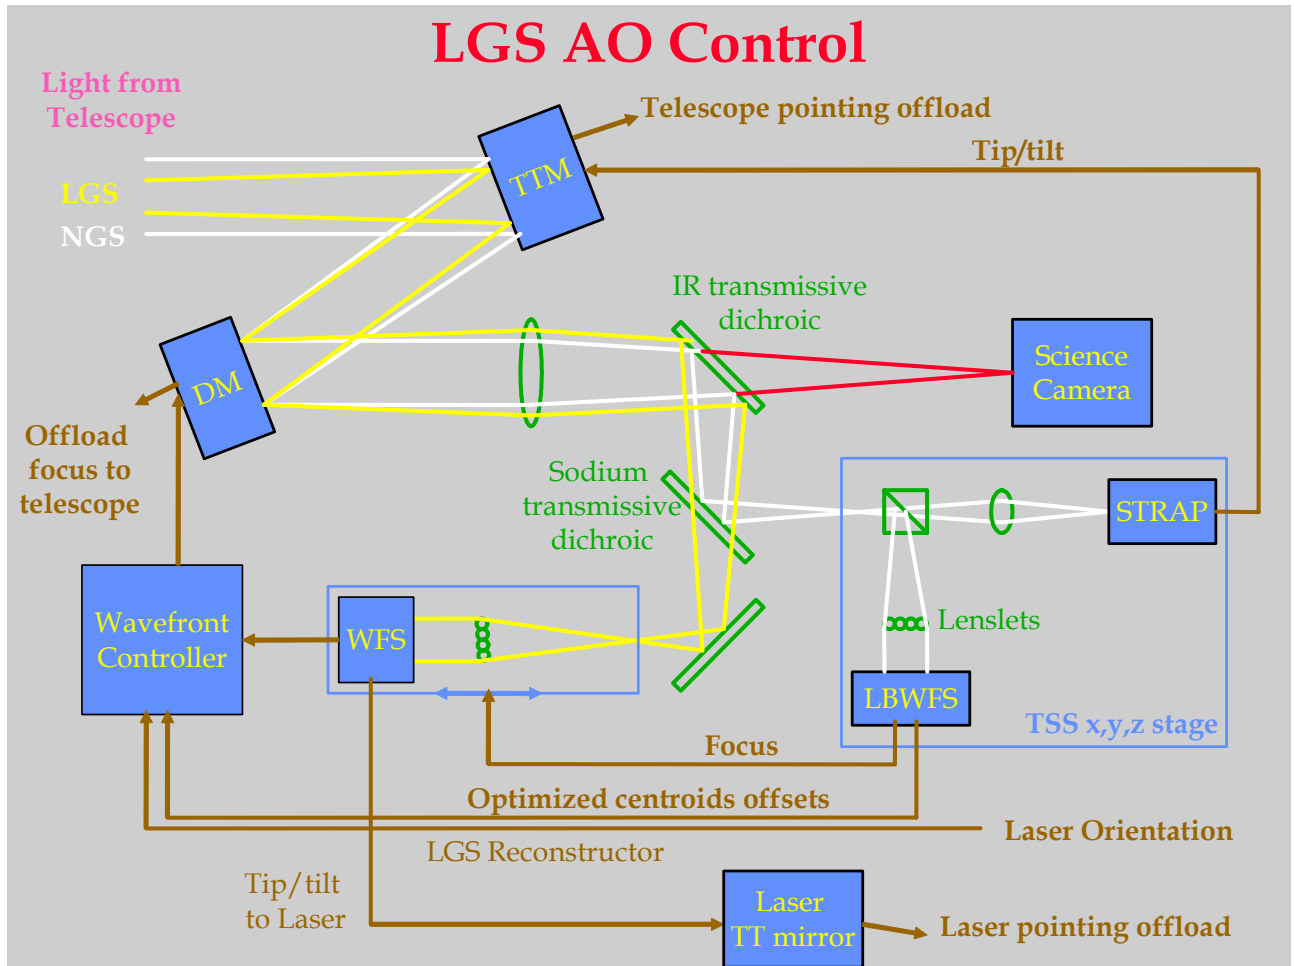 LGS AO Control
Light from
Telescope
Telescope pointing offload
Tip/tilt
TTM
LGS
NGS
IR transmissive
dichroic
Science
Camera
DM
Offload
focus to
telescope
Sodium
transmissive
dichroic
STRAP
Wavefront
Controller
WFS
Lenslets
LBWFS
TSS x,y,z stage
Focus
Optimized centroids offsets
Laser Orientation
LGS Reconstructor
Tip/tilt
to Laser
Laser
TT mirror
Laser pointing offload